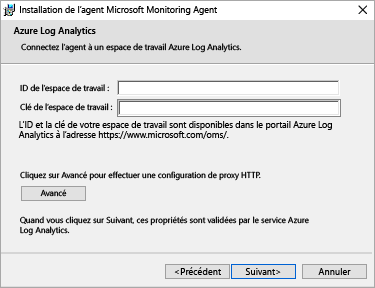 Installation de l'agent Microsoft Monitoring Agent
Azure Log Analytics
Connectez l'agent à un espace de travail Azure Log Analytics.
ID de l'espace de travail :
Clé de l'espace de travail :
L'ID et la clé de votre espace de travail sont disponibles dans le portail Azure Log
Analytics à l'adresse https://www.microsoft.com/oms/.
Cliquez sur Avancé pour effectuer une configuration de proxy HTTP.
Avancé
Quand vous cliquez sur Suivant, ces propriétés sont validées par le service Azure
Log Analytics.
<Précédent Suivant> Annuler